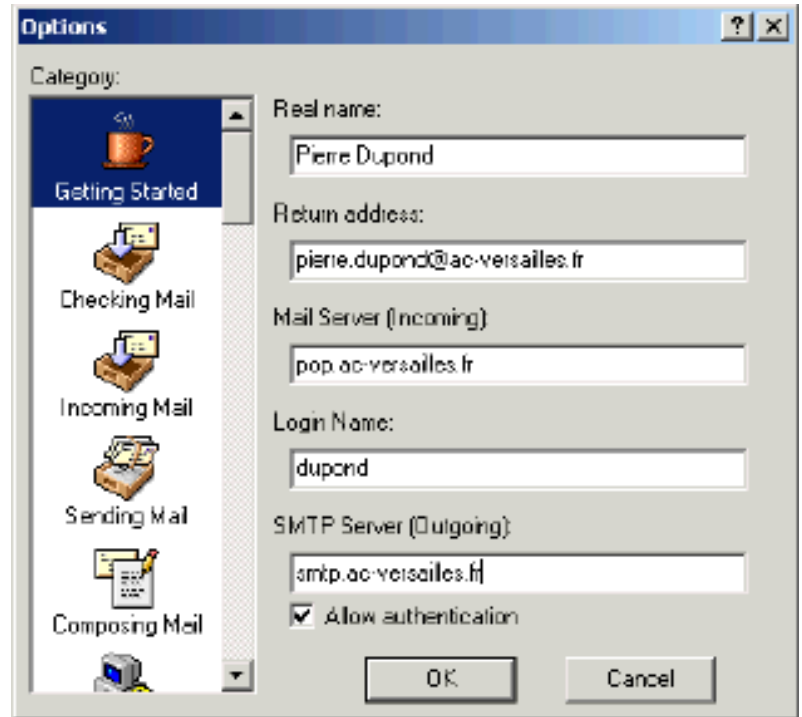 Options
Category:
Getting Started
Checking Mail
Incoming Mail
Sending Mail
Composing Mail
Real name:
Pierre Dupond
Return address:
pierre.dupond@ac-versailles.fr
Mail Server (Incoming):
pop.ac-versailles.fr
Login Name:
dupond
SMTP Server (Outgoing):
smtp.ac-versailles.fr
Allow authentication
OK
Cancel